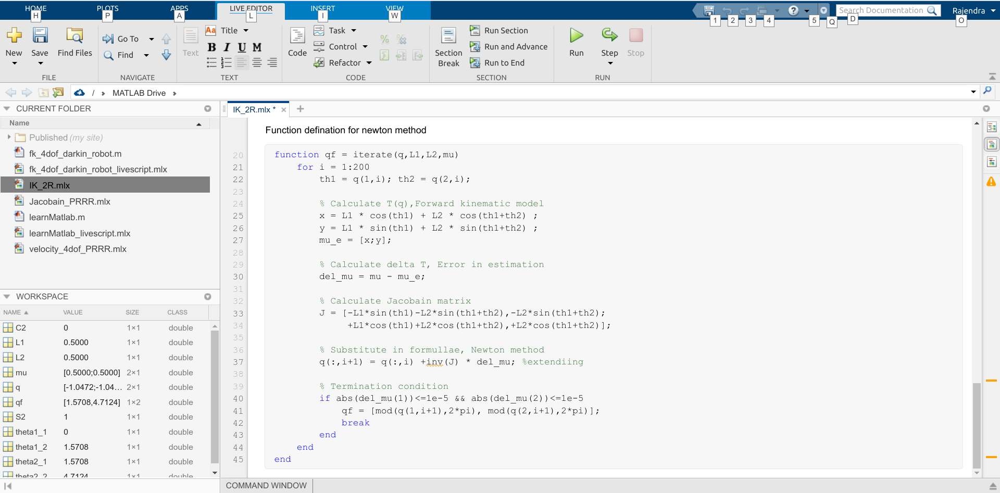 HOME PLOTS APPS LIVE EDITOR INSERT VIEW Search Documentation Rajendra
H P A L I W 1 2 3 4 5 Q D O
New Save Find Files
Go To
Find
Text
Aa Title
B I U M
Code
Task
Control
Refactor
Section Break
Run Section
Run and Advance
Run to End
Run Step Stop
FILE NAVIGATE TEXT CODE SECTION RUN
/ MATLAB Drive
CURRENT FOLDER
Name
Published (my site)
fk_4dof_darkin_robot.m
fk_4dof_darkin_robot_livescript.mlx
IK_2R.mlx
Jacobain_PRRR.mlx
learnMatlab.m
learnMatlab_livescript.mlx
velocity_4dof_PRRR.mlx
WORKSPACE
NAME VALUE SIZE CLASS
C2 0 1×1 double
L1 0.5000 1×1 double
L2 0.5000 1×1 double
mu [0.5000;0.5000] 2×1 double
q [-1.0472;-1.04... 2×1 double
qf [1.5708,4.7124] 1×2 double
S2 1 1×1 double
theta1_1 0 1×1 double
theta1_2 1.5708 1×1 double
theta2_1 1.5708 1×1 double
theta2_2 4.7124 1×1 double
IK_2R.mlx * × +
Function defination for newton method
20 function qf = iterate(q,L1,L2,mu)
21 for i = 1:200
22 th1 = q(1,i); th2 = q(2,i);
23
24 % Calculate T(q),Forward kinematic model
25 x = L1 * cos(th1) + L2 * cos(th1+th2) ;
26 y = L1 * sin(th1) + L2 * sin(th1+th2) ;
27 mu_e = [x;y];
28
29 % Calculate delta T, Error in estimation
30 del_mu = mu - mu_e;
31
32 % Calculate Jacobain matrix
33 J = [-L1*sin(th1)-L2*sin(th1+th2),-L2*sin(th1+th2);
34 +L1*cos(th1)+L2*cos(th1+th2),+L2*cos(th1+th2)];
35
36 % Substitute in formullae, Newton method
37 q(:,i+1) = q(:,i) +inv(J) * del_mu; %extendiing
38
39 % Termination condition
40 if abs(del_mu(1))<=1e-5 && abs(del_mu(2))<=1e-5
41 qf = [mod(q(1,i+1),2*pi), mod(q(2,i+1),2*pi)];
42 break
43 end
44 end
45 end
COMMAND WINDOW